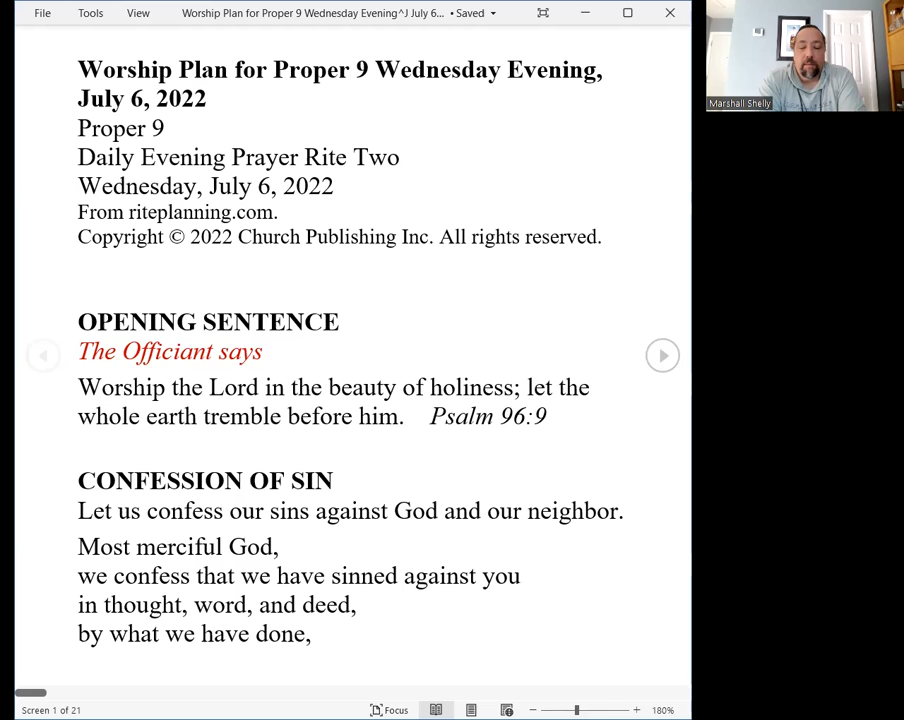 File Tools View Worship Plan for Proper 9 Wednesday Evening^J July 6... • Saved
Worship Plan for Proper 9 Wednesday Evening,
July 6, 2022
Proper 9
Daily Evening Prayer Rite Two
Wednesday, July 6, 2022
From riteplanning.com.
Copyright © 2022 Church Publishing Inc. All rights reserved.
OPENING SENTENCE
The Officiant says
Worship the Lord in the beauty of holiness; let the
whole earth tremble before him. Psalm 96:9
CONFESSION OF SIN
Let us confess our sins against God and our neighbor.
Most merciful God,
we confess that we have sinned against you
in thought, word, and deed,
by what we have done,
Screen 1 of 21 Focus 180%
Marshall Shelly